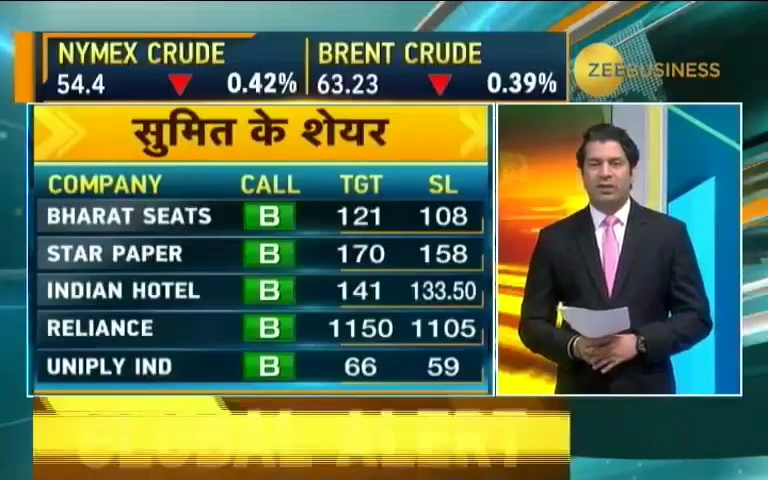 NYMEX CRUDE
54.4 ▼ 0.42%
BRENT CRUDE
63.23 ▼ 0.39%
ZEEBUSINESS
सुमित के शेयर
COMPANY CALL TGT SL
BHARAT SEATS B 121 108
STAR PAPER B 170 158
INDIAN HOTEL B 141 133.50
RELIANCE B 1150 1105
UNIPLY IND B 66 59
GLOBAL ALERT